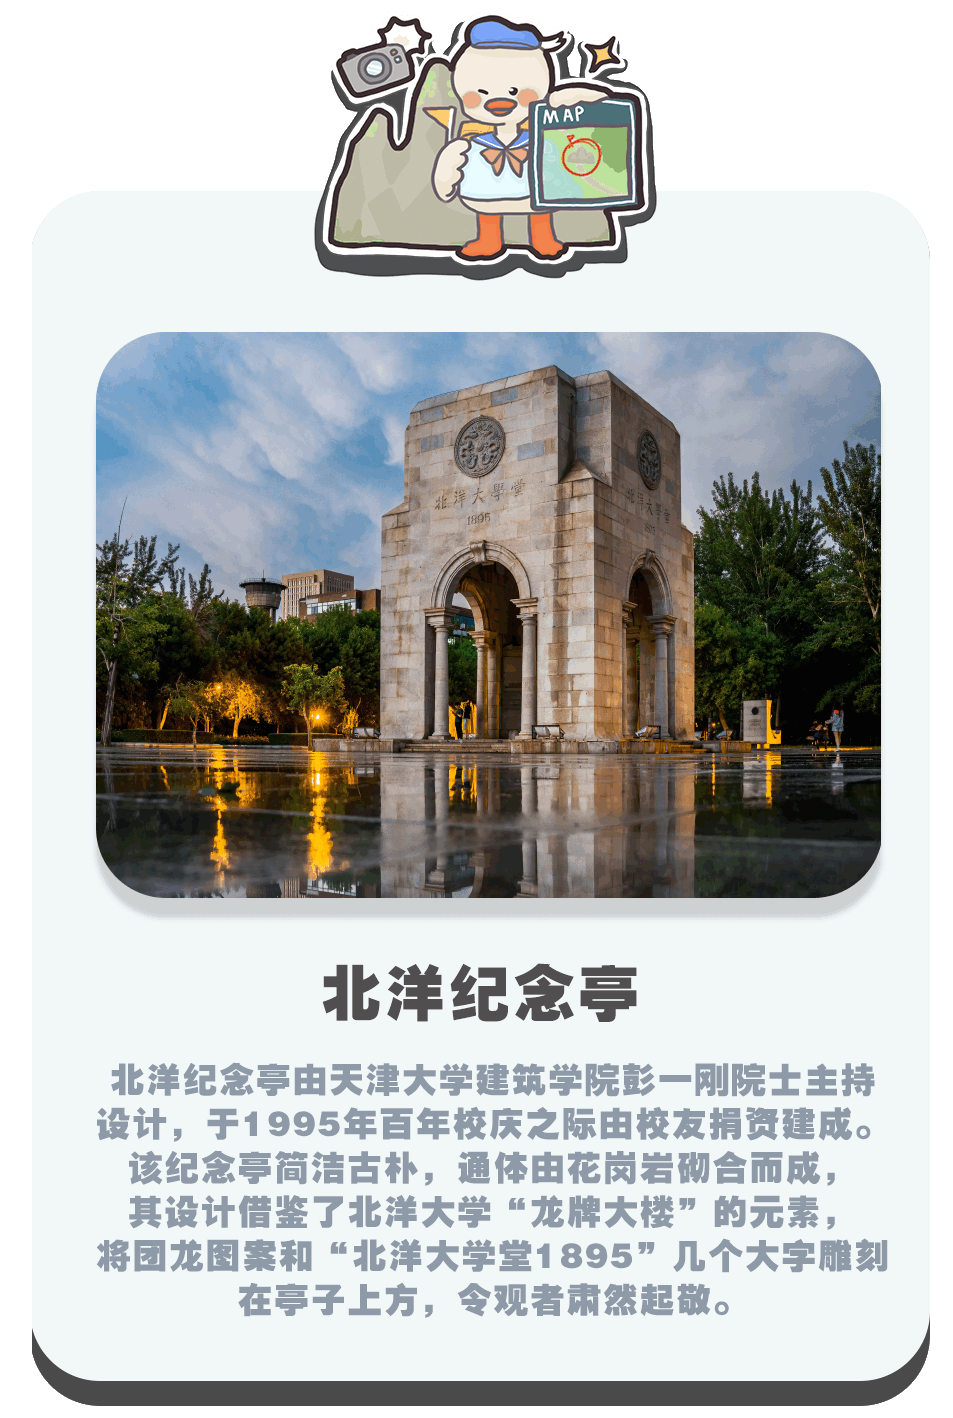 MAP
北洋大學堂
1895
北洋纪念亭
北洋纪念亭由天津大学建筑学院彭一刚院士主持
设计，于1995年百年校庆之际由校友捐资建成。
该纪念亭简洁古朴，通体由花岗岩砌合而成，
其设计借鉴了北洋大学“龙牌大楼”的元素，
将团龙图案和“北洋大学堂1895”几个大字雕刻
在亭子上方，令观者肃然起敬。